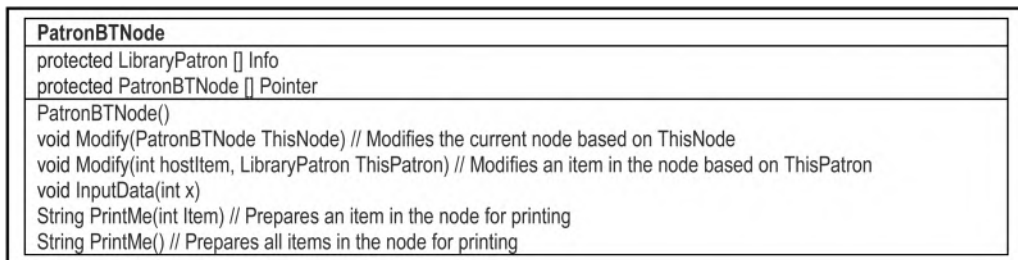 PatronBTNode
protected LibraryPatron [] Info
protected PatronBTNode [] Pointer
PatronBTNode()
void Modify(PatronBTNode ThisNode) // Modifies the current node based on ThisNode
void Modify(int hostItem, LibraryPatron ThisPatron) // Modifies an item in the node based on ThisPatron
void InputData(int x)
String PrintMe(int Item) // Prepares an item in the node for printing
String PrintMe() // Prepares all items in the node for printing